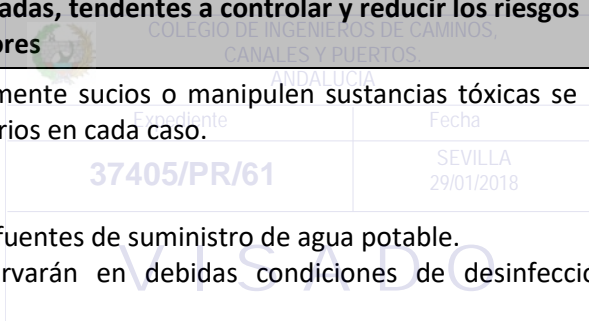 adas, tendentes a controlar y reducir los riesgos
COLEGIO DE INGENIEROS DE CAMINOS,
ores
CANALES Y PUERTOS.
ANDALUCIA
mente sucios o manipulen sustancias tóxicas se
Expediente Fecha
rios en cada caso.
37405/PR/61
SEVILLA
29/01/2018
fuentes de suministro de agua potable.
rvarán en debidas condiciones de desinfecci
VISADO